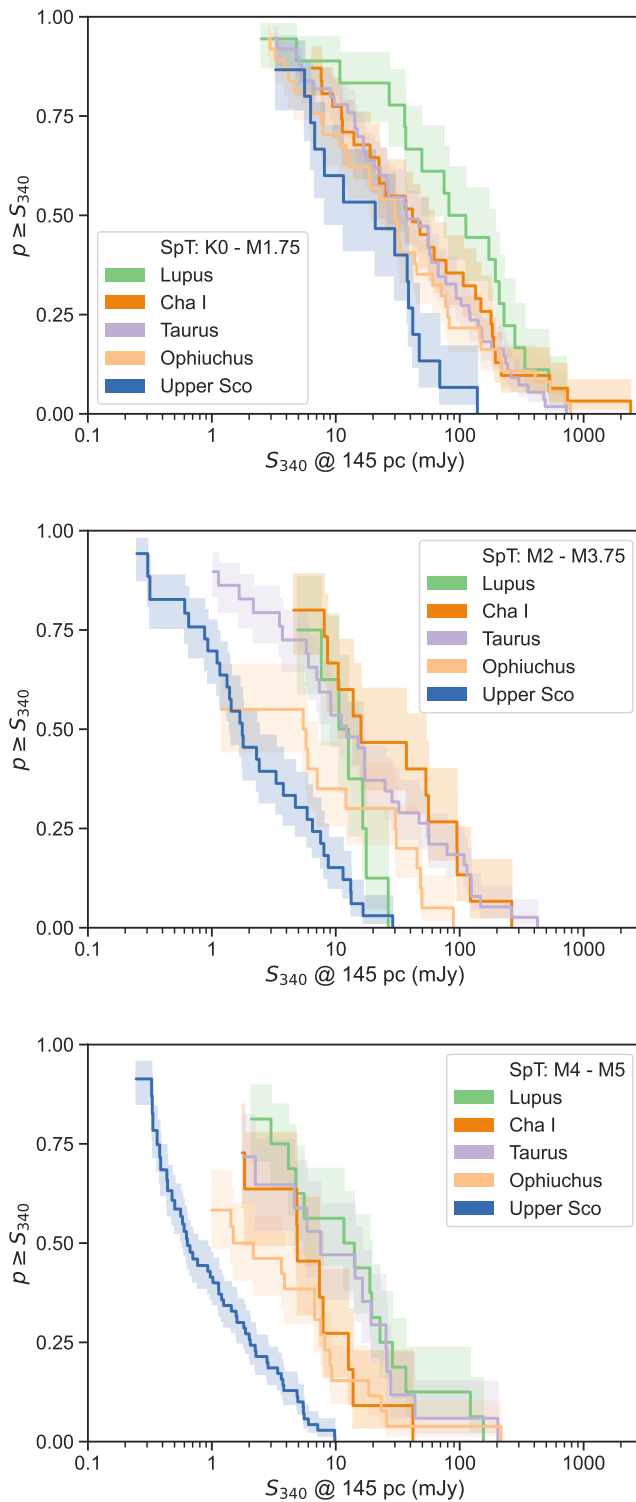 1.00
0.75
0.50
0.25
0.00
p ≥ S₃₄₀
SpT: K0 - M1.75
Lupus
Cha I
Taurus
Ophiuchus
Upper Sco
0.1 1 10 100 1000
S₃₄₀ @ 145 pc (mJy)
1.00
0.75
0.50
0.25
0.00
p ≥ S₃₄₀
SpT: M2 - M3.75
Lupus
Cha I
Taurus
Ophiuchus
Upper Sco
0.1 1 10 100 1000
S₃₄₀ @ 145 pc (mJy)
1.00
0.75
0.50
0.25
0.00
p ≥ S₃₄₀
SpT: M4 - M5
Lupus
Cha I
Taurus
Ophiuchus
Upper Sco
0.1 1 10 100 1000
S₃₄₀ @ 145 pc (mJy)